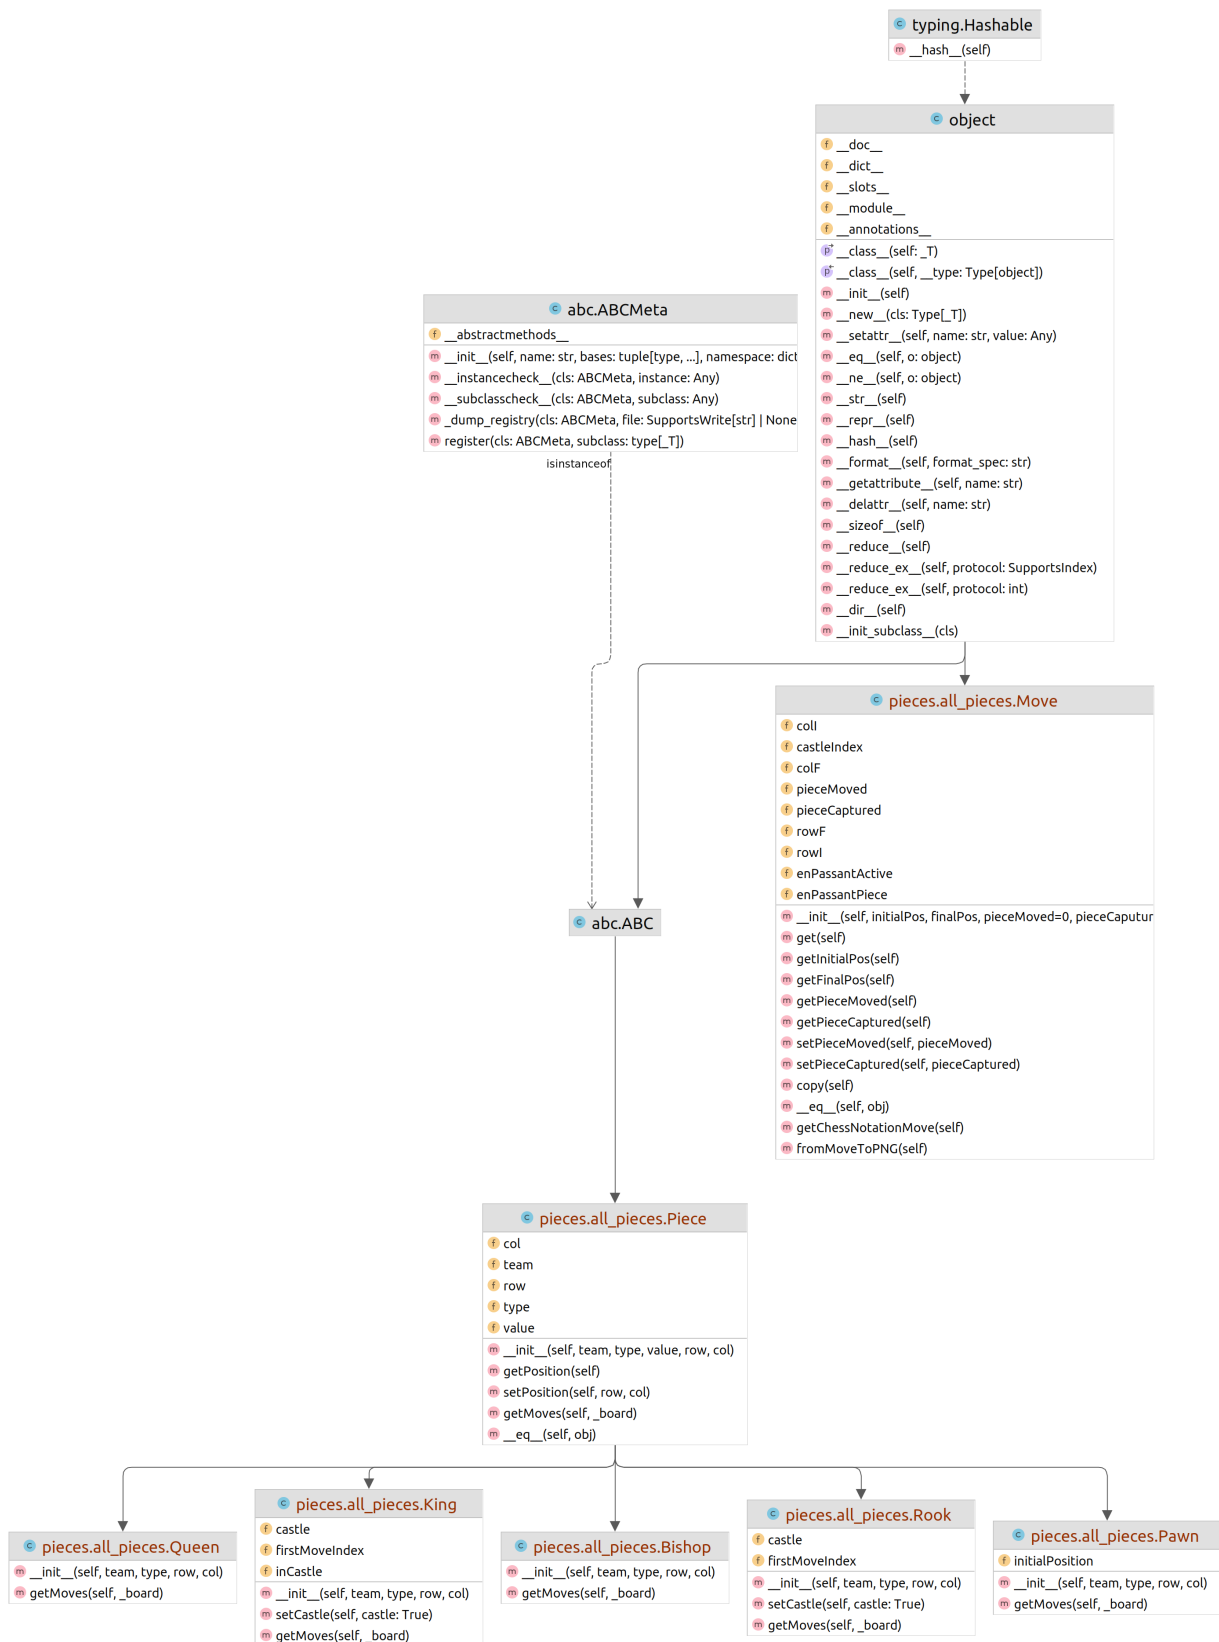 typing.Hashable
__hash__(self)
object
__doc__
__dict__
__slots__
__module__
__annotations__
__class__(self: _T)
__class__(self, __type: Type[object])
__init__(self)
__new__(cls: Type[_T])
__setattr__(self, name: str, value: Any)
__eq__(self, o: object)
__ne__(self, o: object)
__str__(self)
__repr__(self)
__hash__(self)
__format__(self, format_spec: str)
__getattribute__(self, name: str)
__delattr__(self, name: str)
__sizeof__(self)
__reduce__(self)
__reduce_ex__(self, protocol: SupportsIndex)
__reduce_ex__(self, protocol: int)
__dir__(self)
__init_subclass__(cls)
abc.ABCMeta
__abstractmethods__
__init__(self, name: str, bases: tuple[type, ...], namespace: dict
__instancecheck__(cls: ABCMeta, instance: Any)
__subclasscheck__(cls: ABCMeta, subclass: Any)
_dump_registry(cls: ABCMeta, file: SupportsWrite[str] | None
register(cls: ABCMeta, subclass: type[_T])
isinstanceof
pieces.all_pieces.Move
colI
castleIndex
colF
pieceMoved
pieceCaptured
rowF
rowI
enPassantActive
enPassantPiece
__init__(self, initialPos, finalPos, pieceMoved=0, pieceCaputur
get(self)
getInitialPos(self)
getFinalPos(self)
getPieceMoved(self)
getPieceCaptured(self)
setPieceMoved(self, pieceMoved)
setPieceCaptured(self, pieceCaptured)
copy(self)
__eq__(self, obj)
getChessNotationMove(self)
fromMoveToPNG(self)
abc.ABC
pieces.all_pieces.Piece
col
team
row
type
value
__init__(self, team, type, value, row, col)
getPosition(self)
setPosition(self, row, col)
getMoves(self, _board)
__eq__(self, obj)
pieces.all_pieces.Queen
__init__(self, team, type, row, col)
getMoves(self, _board)
pieces.all_pieces.King
castle
firstMoveIndex
inCastle
__init__(self, team, type, row, col)
setCastle(self, castle: True)
getMoves(self, _board)
pieces.all_pieces.Bishop
__init__(self, team, type, row, col)
getMoves(self, _board)
pieces.all_pieces.Rook
castle
firstMoveIndex
__init__(self, team, type, row, col)
setCastle(self, castle: True)
getMoves(self, _board)
pieces.all_pieces.Pawn
initialPosition
__init__(self, team, type, row, col)
getMoves(self, _board)